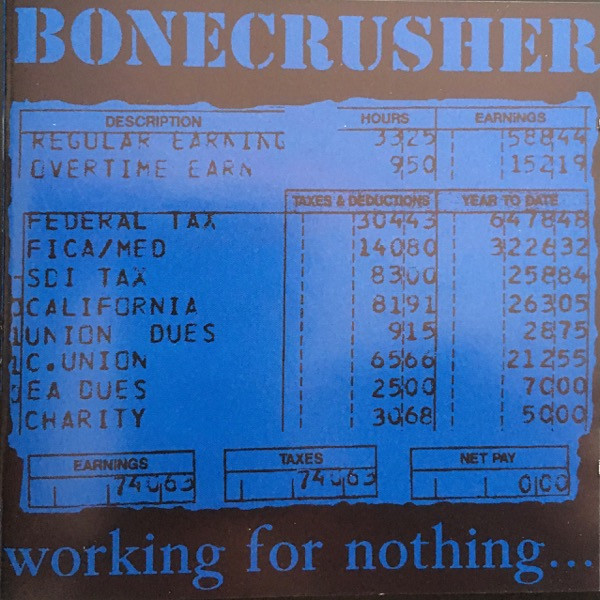 BONECRUSHER
DESCRIPTION HOURS EARNINGS
REGULAR EARNING 3325 58844
OVERTIME EARN 950 15219
TAXES & DEDUCTIONS YEAR TO DATE
FEDERAL TAX 30443 647848
FICA/MED 14080 322632
SDI TAX 8300 25884
CALIFORNIA 8191 26305
UNION DUES 915 2875
C.UNION 6566 21255
EA DUES 2500 7000
CHARITY 3068 5000
EARNINGS TAXES NET PAY
74063 74063 000
working for nothing...